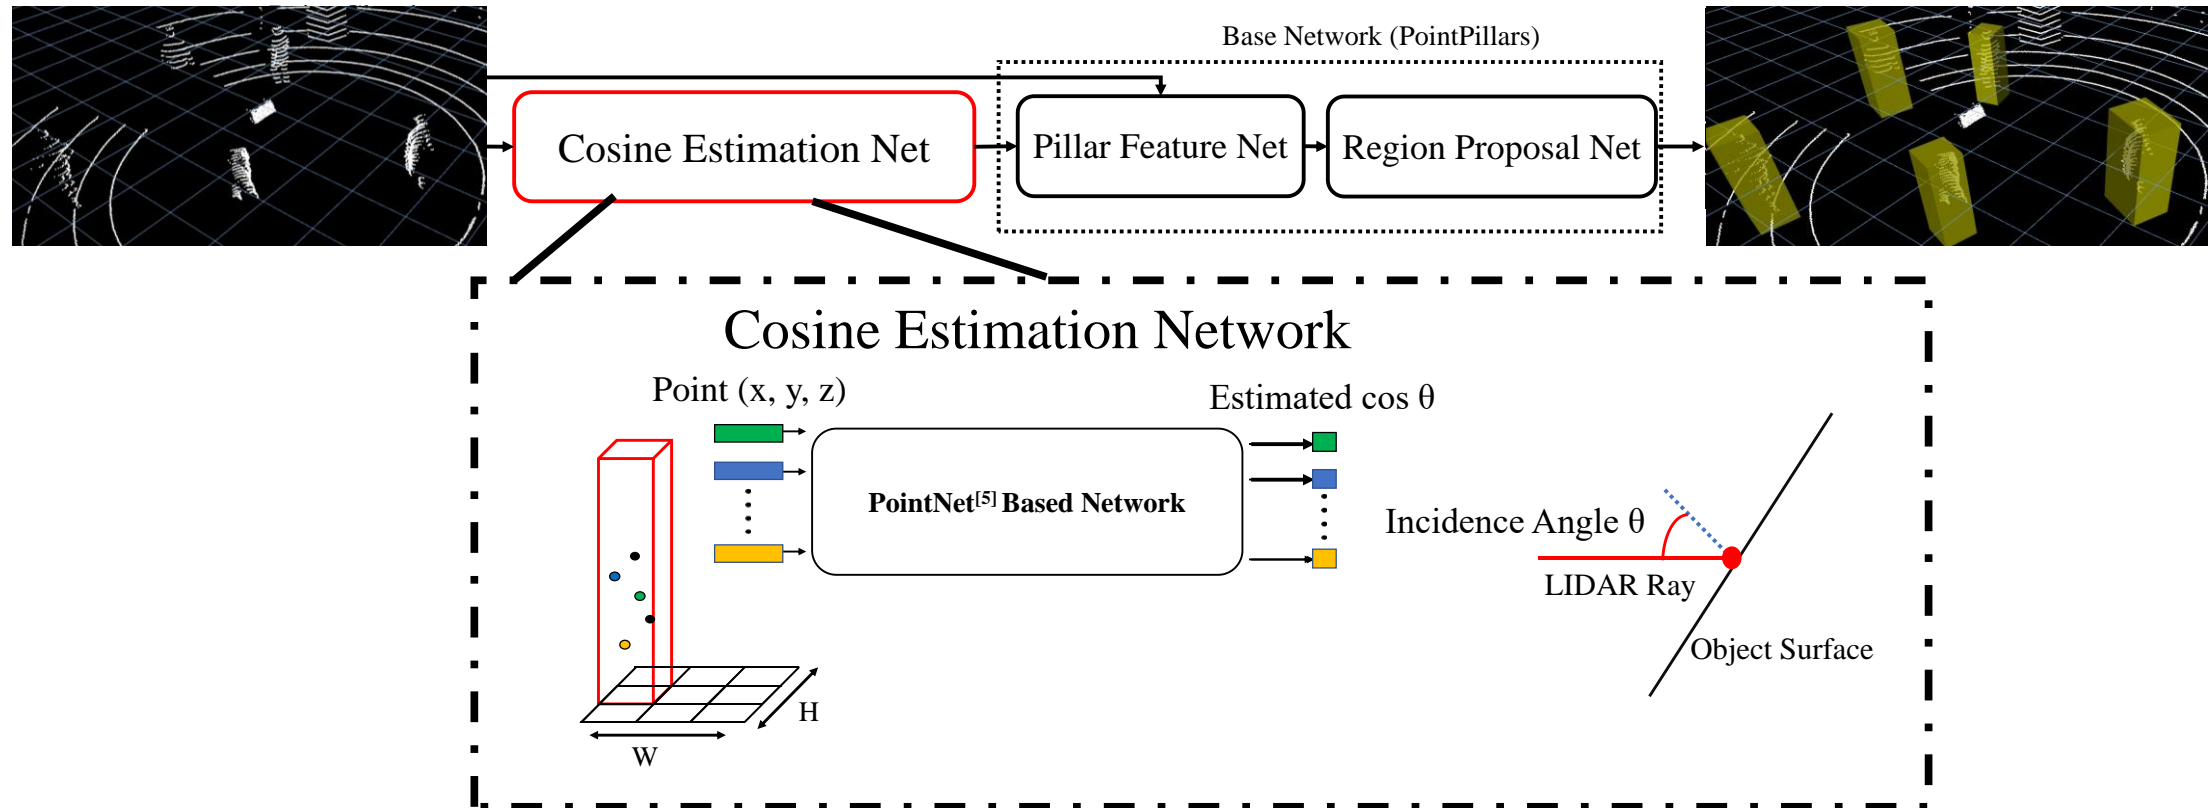 Base Network (PointPillars)
Cosine Estimation Net
Pillar Feature Net
Region Proposal Net
Cosine Estimation Network
Point (x, y, z)
Estimated cos θ
PointNet[5] Based Network
Incidence Angle θ
LIDAR Ray
Object Surface
H
W